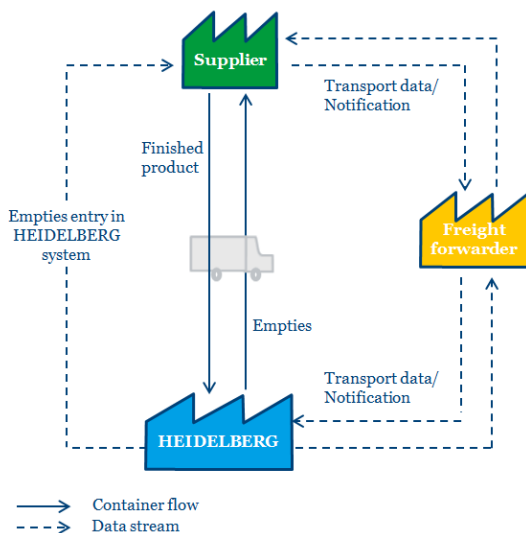 Supplier
Transport data/
Notification
Finished
product
Empties entry in
HEIDELBERG
system
Freight
forwarder
Empties
Transport data/
Notification
HEIDELBERG
Container flow
Data stream